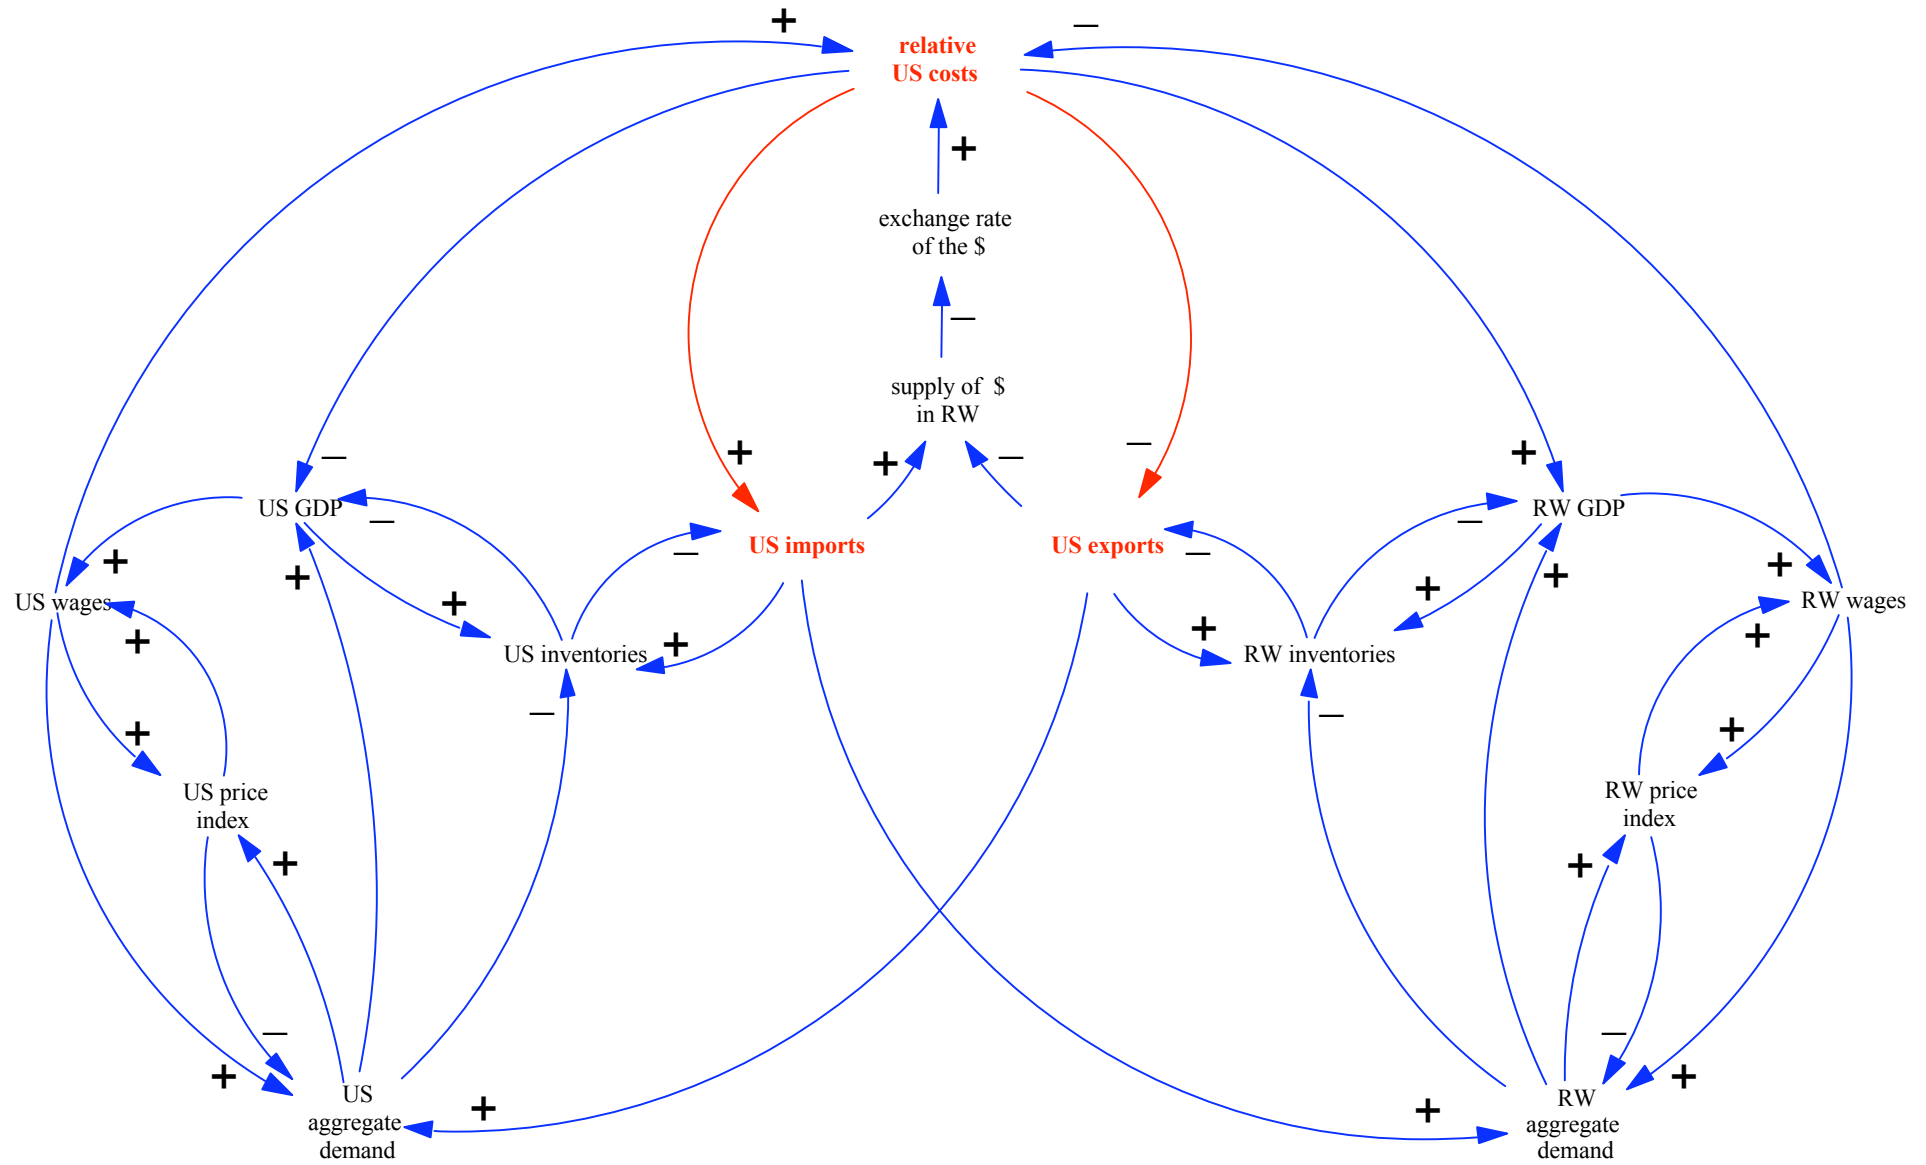 +
−
relative
US costs
+
exchange rate
of the $
−
supply of $
in RW
+
−
−
+
−
+
US GDP
−
US imports
−
+
US exports
−
−
RW GDP
+
+
US wages
+
+
+
US inventories
+
−
+
RW inventories
−
+
+
+
RW wages
+
+
+
US price
index
+
RW price
index
+
+
−
+
US
aggregate
demand
+
−
+
RW
aggregate
demand
+